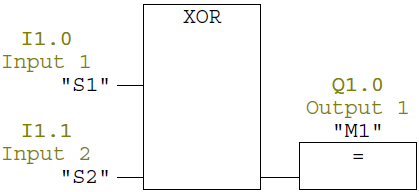 XOR
I1.0
Input 1
"S1"
I1.1
Input 2
"S2"
Q1.0
Output 1
"M1"
=